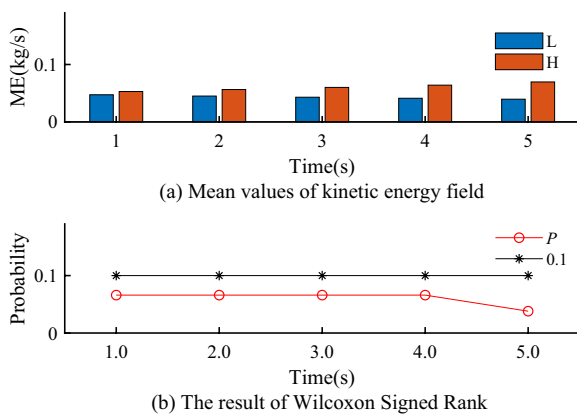 L
H
ME(kg/s)
0.1
0
1 2 3 4 5
Time(s)
(a) Mean values of kinetic energy field
P
0.1
Probability
0.1
0
1.0 2.0 3.0 4.0 5.0
Time(s)
(b) The result of Wilcoxon Signed Rank